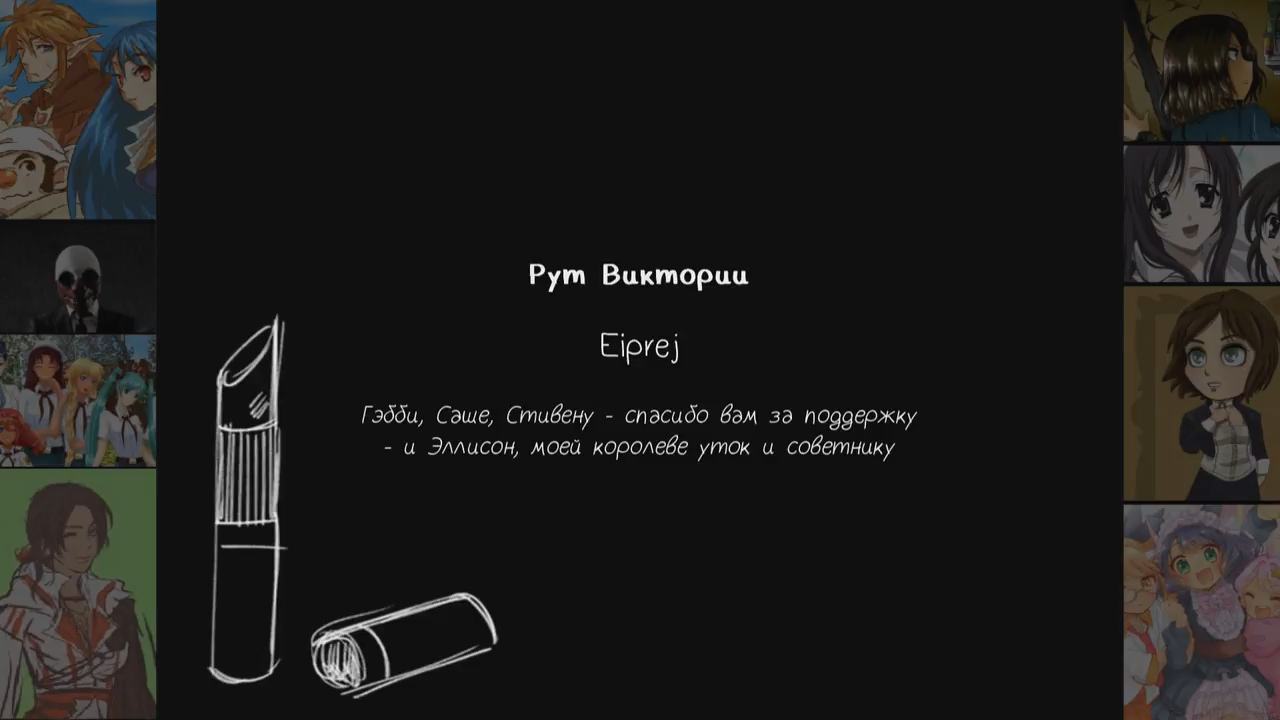 Рут Виктории
Eiprej
Гэбби, Саше, Стивену - спасибо вам за поддержку
- и Эллисон, моей королеве уток и советнику